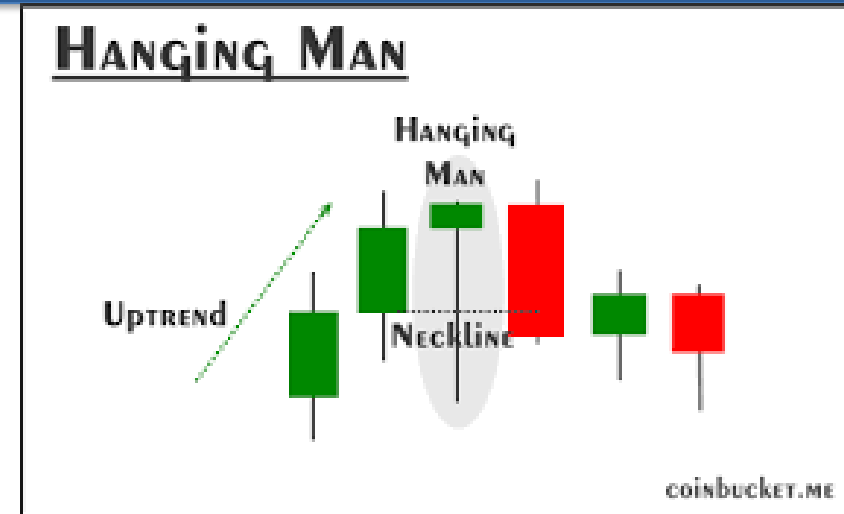 Hanging Man
Hanging
Man
Uptrend
Neckline
coinbucket.me